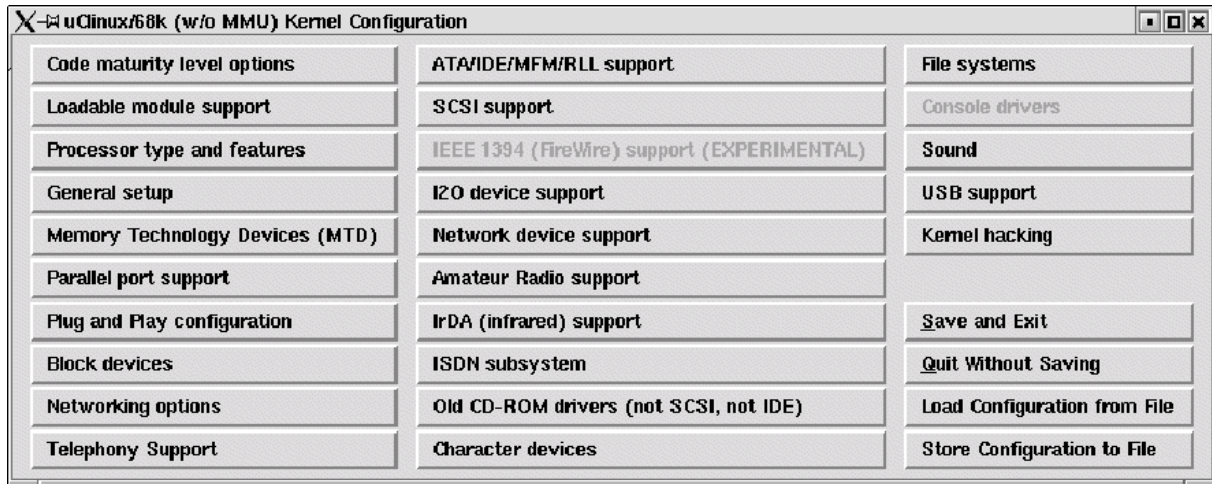 uClinux/68k (w/o MMU) Kernel Configuration
Code maturity level options
Loadable module support
Processor type and features
General setup
Memory Technology Devices (MTD)
Parallel port support
Plug and Play configuration
Block devices
Networking options
Telephony Support
ATA/IDE/MFM/RLL support
SCSI support
IEEE 1394 (FireWire) support (EXPERIMENTAL)
I2O device support
Network device support
Amateur Radio support
IrDA (infrared) support
ISDN subsystem
Old CD-ROM drivers (not SCSI, not IDE)
Character devices
File systems
Console drivers
Sound
USB support
Kernel hacking
Save and Exit
Quit Without Saving
Load Configuration from File
Store Configuration to File